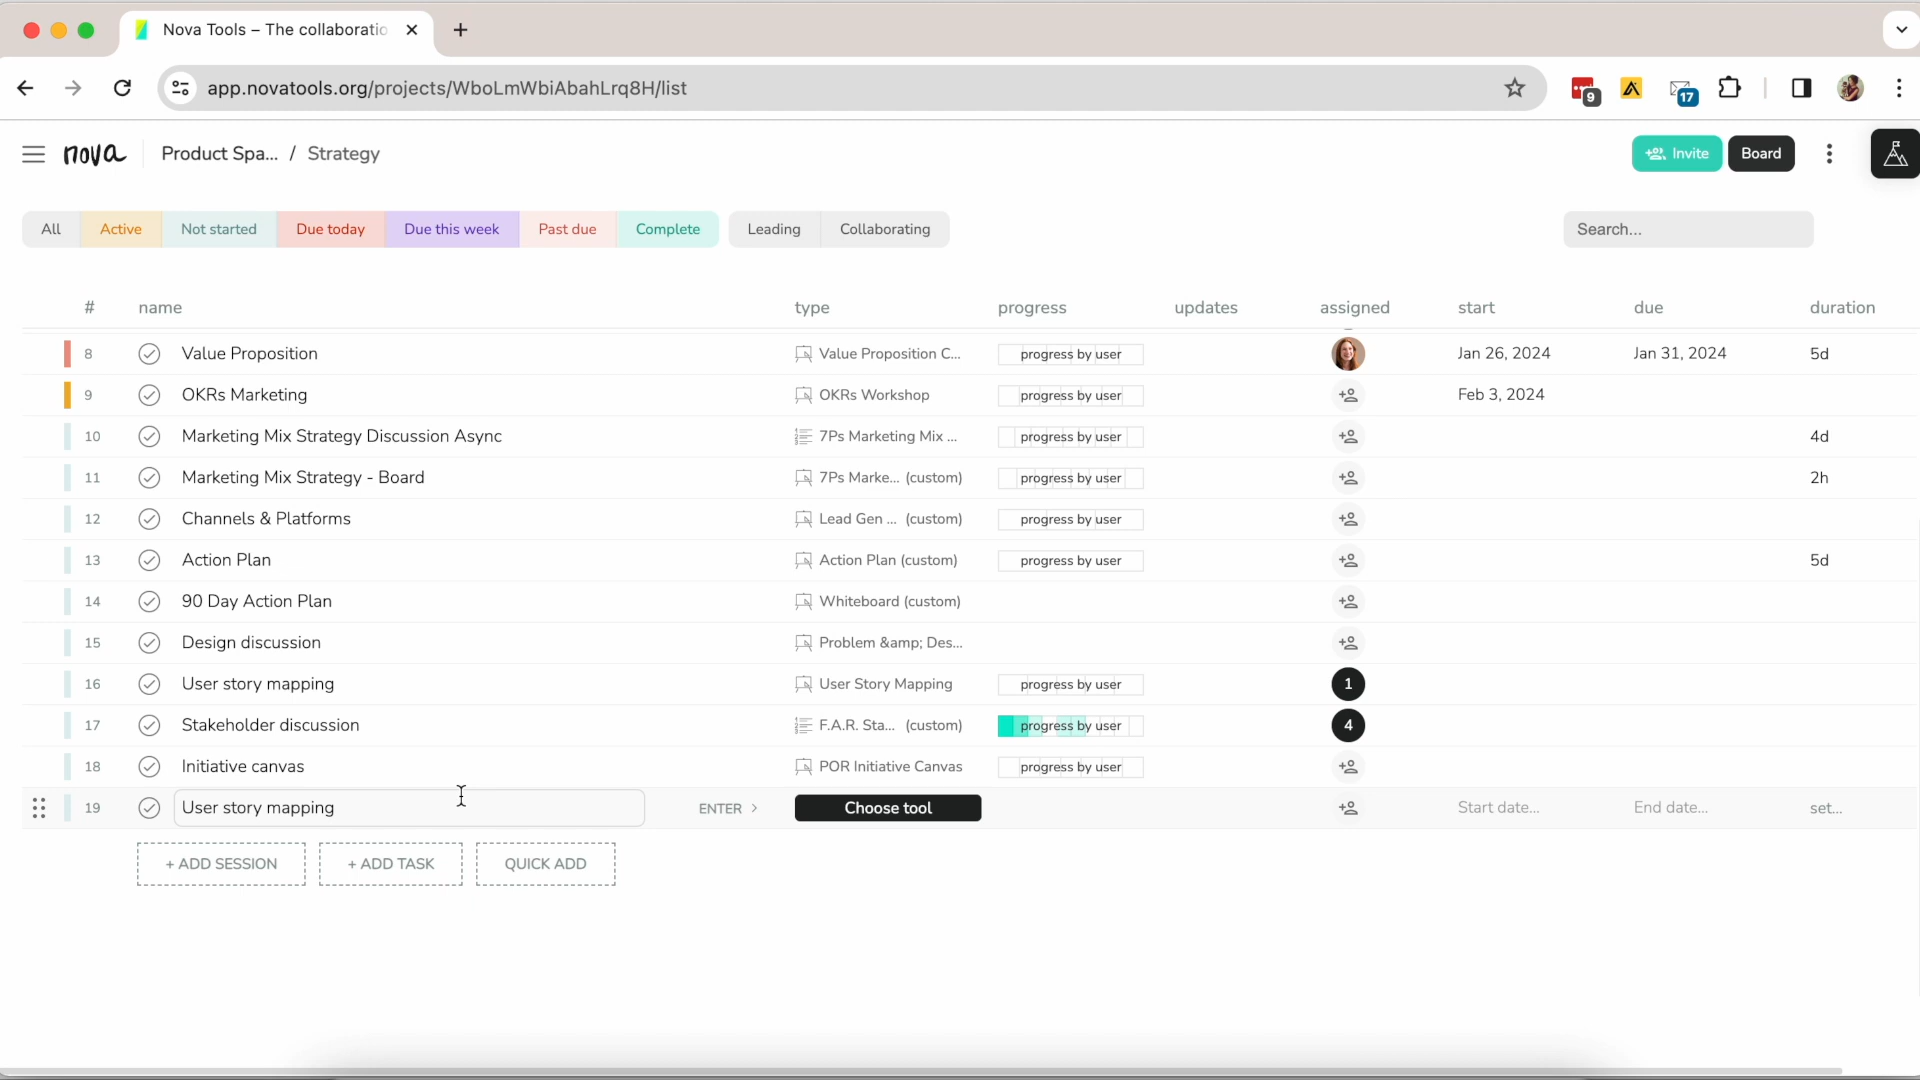 Nova Tools – The collaboratio
app.novatools.org/projects/WboLmWbiAbahLrq8H/list
9
17
nova
Product Spa... / Strategy
Invite
Board
All
Active
Not started
Due today
Due this week
Past due
Complete
Leading
Collaborating
Search...
# name type progress updates assigned start due duration
8 Value Proposition Value Proposition C... progress by user Jan 26, 2024 Jan 31, 2024 5d
9 OKRs Marketing OKRs Workshop progress by user Feb 3, 2024
10 Marketing Mix Strategy Discussion Async 7Ps Marketing Mix ... progress by user 4d
11 Marketing Mix Strategy - Board 7Ps Marke... (custom) progress by user 2h
12 Channels & Platforms Lead Gen ... (custom) progress by user
13 Action Plan Action Plan (custom) progress by user 5d
14 90 Day Action Plan Whiteboard (custom)
15 Design discussion Problem &amp; Des...
16 User story mapping User Story Mapping progress by user 1
17 Stakeholder discussion F.A.R. Sta... (custom) progress by user 4
18 Initiative canvas POR Initiative Canvas progress by user
19 User story mapping ENTER > Choose tool Start date... End date... set...
+ ADD SESSION
+ ADD TASK
QUICK ADD